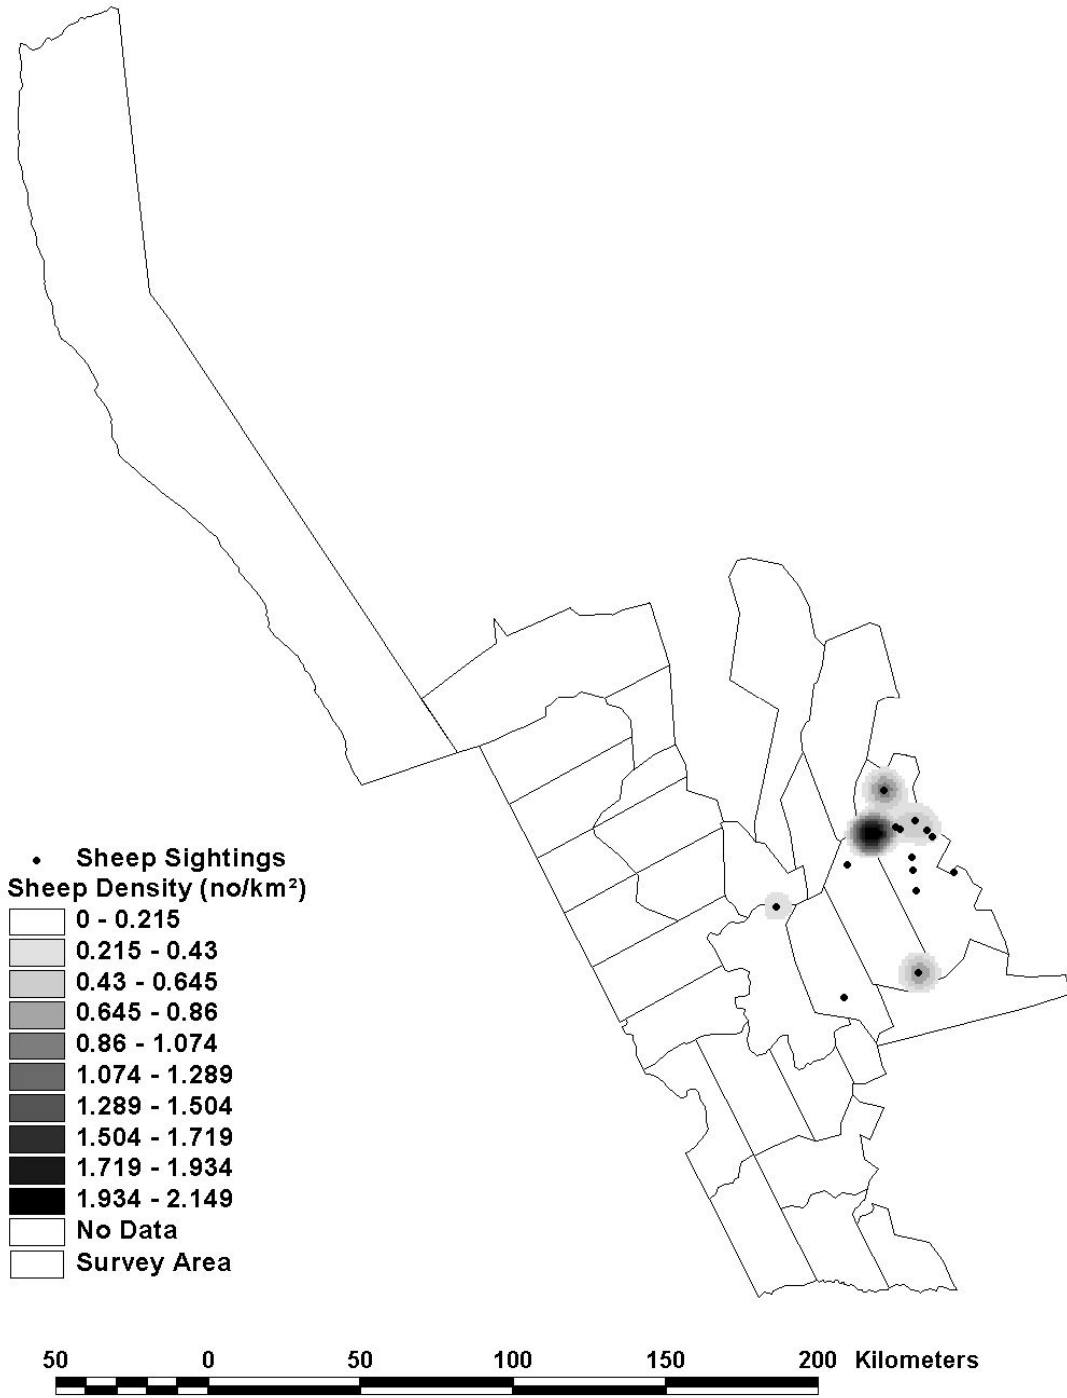 Sheep Sightings
Sheep Density (no/km²)
0 - 0.215
0.215 - 0.43
0.43 - 0.645
0.645 - 0.86
0.86 - 1.074
1.074 - 1.289
1.289 - 1.504
1.504 - 1.719
1.719 - 1.934
1.934 - 2.149
No Data
Survey Area
50 0 50 100 150 200 Kilometers